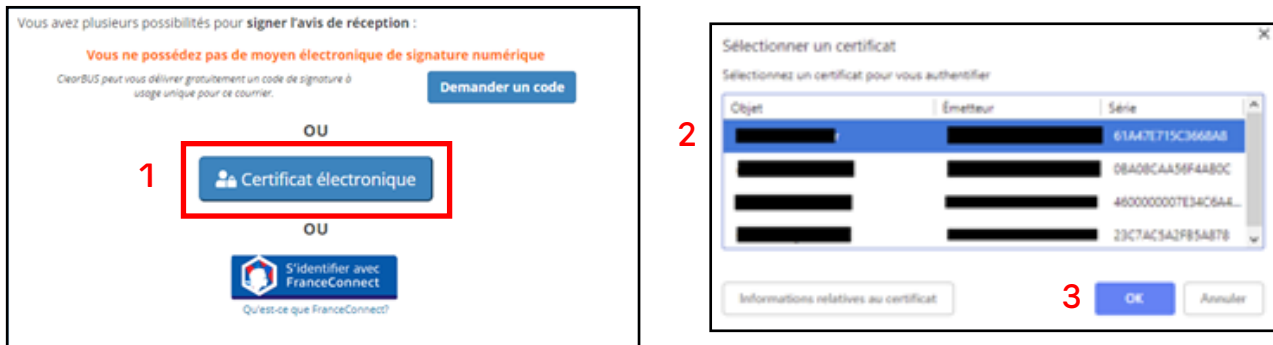 Vous avez plusieurs possibilités pour signer l'avis de réception :
Vous ne possédez pas de moyen électronique de signature numérique
ClearBUS peut vous délivrer gratuitement un code de signature à
usage unique pour ce courrier.
Demander un code
OU
1
Certificat électronique
OU
S'identifier avec
FranceConnect
Qu'est-ce que FranceConnect?
Sélectionner un certificat
Sélectionnez un certificat pour vous authentifier
Objet Émetteur Série
2
61A47E715C3668A8
0BA08CAA56F4AB0C
4600000007E34C6A4...
23C7AC5A2FB5A878
Informations relatives au certificat
3
OK
Annuler